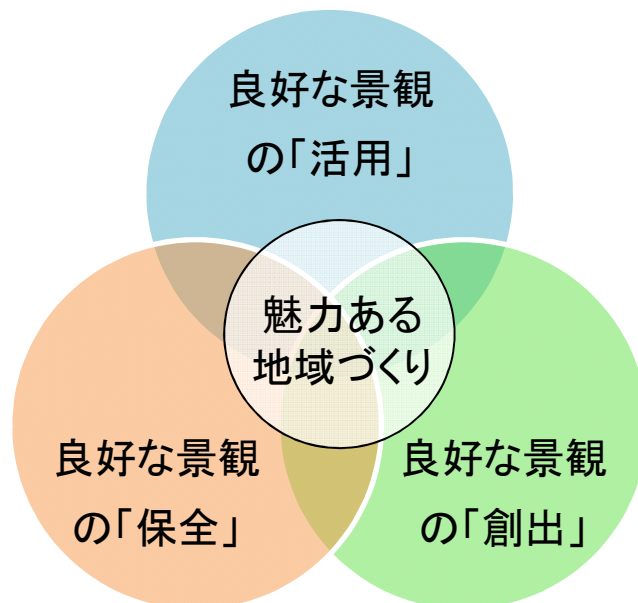 良好な景観
の「活用」
魅力ある
地域づくり
良好な景観
の「保全」
良好な景観
の「創出」